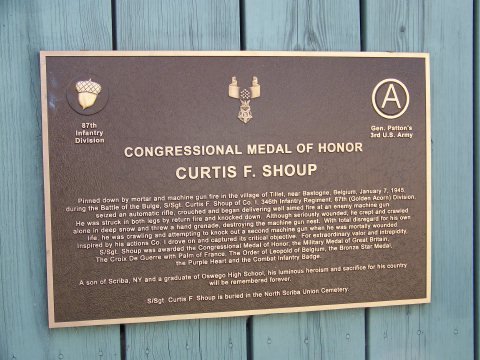 87th
Infantry
Division
A
Gen. Patton's
3rd U.S. Army
CONGRESSIONAL MEDAL OF HONOR
CURTIS F. SHOUP
Pinned down by mortar and machine gun fire in the village of Tillet, near Bastogne, Belgium, January 7, 1945,
during the Battle of the Bulge, S/Sgt. Curtis F. Shoup of Co. I, 346th Infantry Regiment, 87th (Golden Acorn) Division,
seized an automatic rifle, crouched and began delivering well aimed fire at an enemy machine gun.
He was struck in both legs by return fire and knocked down. Although seriously wounded, he crept and crawled
alone in deep snow and threw a hand grenade, destroying the machine gun nest. With total disregard for his own
life, he was crawling and attempting to knock out a second machine gun when he was mortally wounded.
Inspired by his actions Co. I drove on and captured its critical objective. For extraordinary valor and intrepidity,
S/Sgt. Shoup was awarded the Congressional Medal of Honor, the Military Medal of Great Britain,
The Croix De Guerre with Palm of France, The Order of Leopold of Belgium, the Bronze Star Medal,
the Purple Heart and the Combat Infantry Badge.
A son of Scriba, NY and a graduate of Oswego High School, his luminous heroism and sacrifice for his country
will be remembered forever.
S/Sgt. Curtis F. Shoup is buried in the North Scriba Union Cemetery.